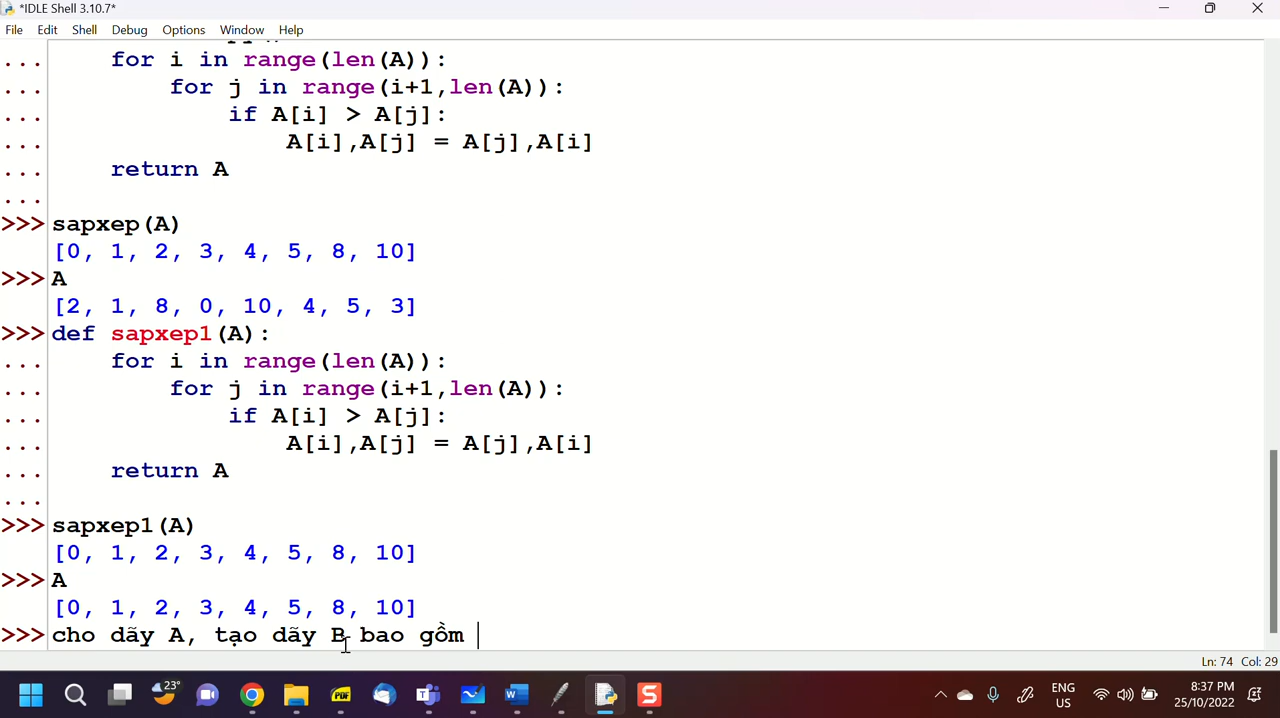 *IDLE Shell 3.10.7*
File Edit Shell Debug Options Window Help
... for i in range(len(A)):
... for j in range(i+1,len(A)):
... if A[i] > A[j]:
... A[i],A[j] = A[j],A[i]
... return A
...
>>> sapxep(A)
[0, 1, 2, 3, 4, 5, 8, 10]
>>> A
[2, 1, 8, 0, 10, 4, 5, 3]
>>> def sapxep1(A):
... for i in range(len(A)):
... for j in range(i+1,len(A)):
... if A[i] > A[j]:
... A[i],A[j] = A[j],A[i]
... return A
...
>>> sapxep1(A)
[0, 1, 2, 3, 4, 5, 8, 10]
>>> A
[0, 1, 2, 3, 4, 5, 8, 10]
>>> cho dãy A, tạo dãy B bao gồm
Ln: 74 Col: 29
23°
PDF
ENG
US
8:37 PM
25/10/2022